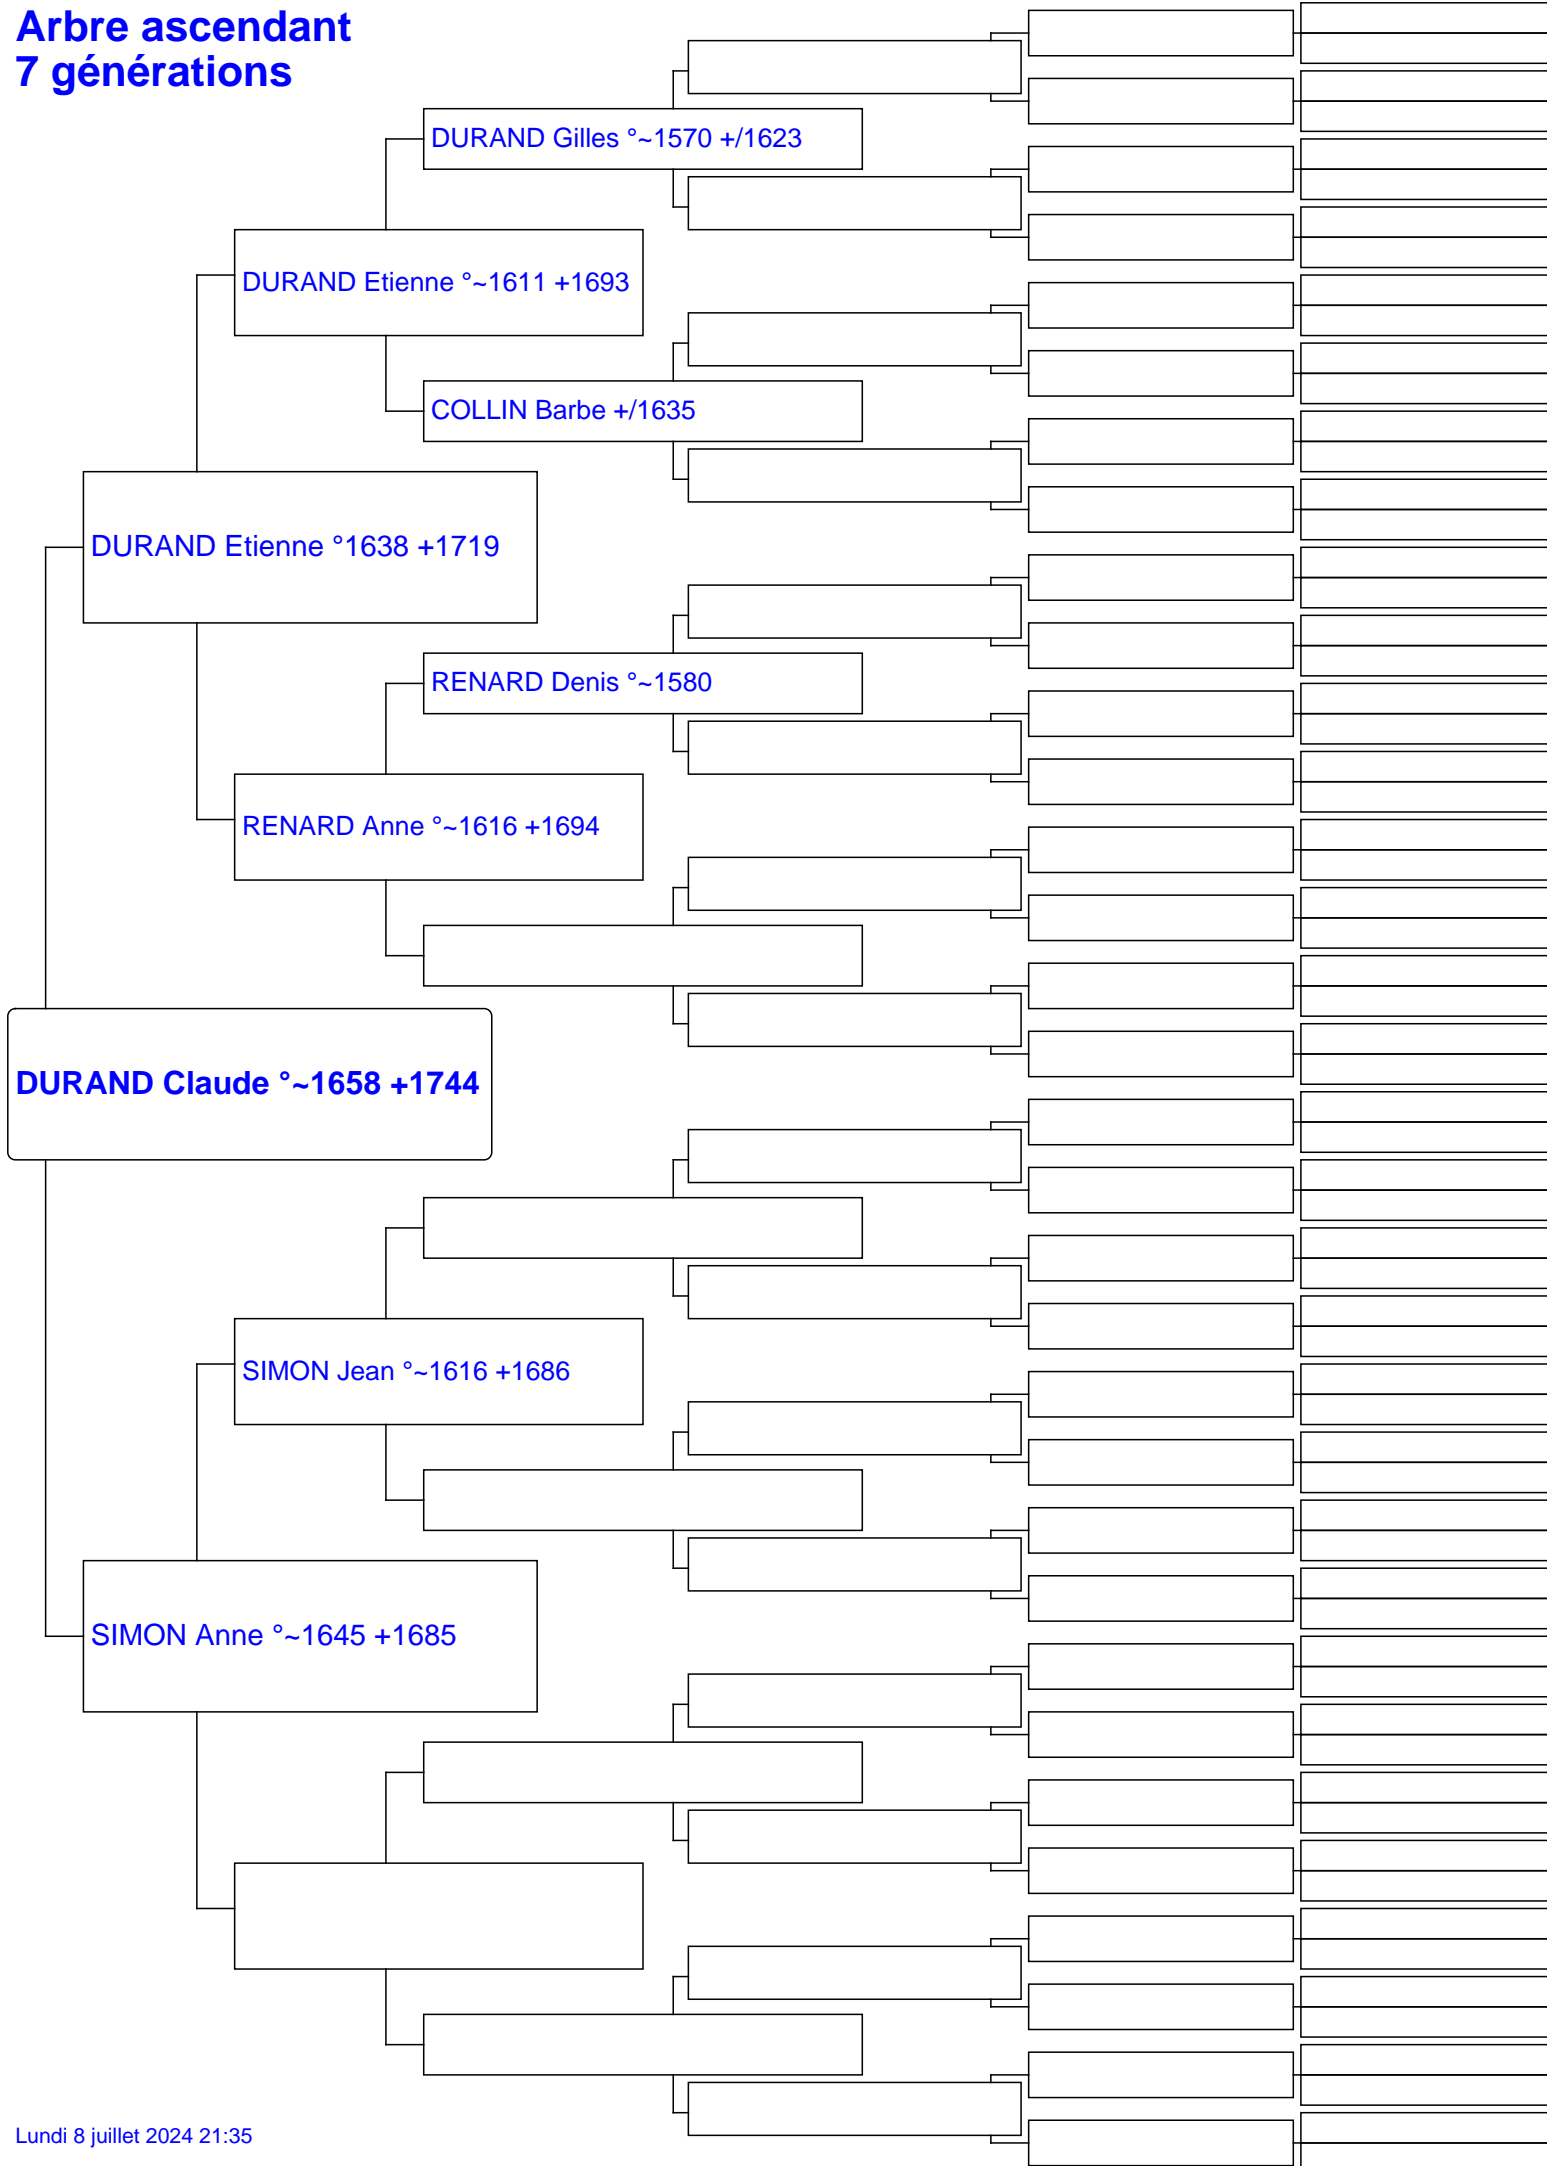 Arbre ascendant
7 générations
DURAND Gilles °~1570 +/1623
DURAND Etienne °~1611 +1693
COLLIN Barbe +/1635
DURAND Etienne °1638 +1719
RENARD Denis °~1580
RENARD Anne °~1616 +1694
DURAND Claude °~1658 +1744
SIMON Jean °~1616 +1686
SIMON Anne °~1645 +1685
Lundi 8 juillet 2024 21:35